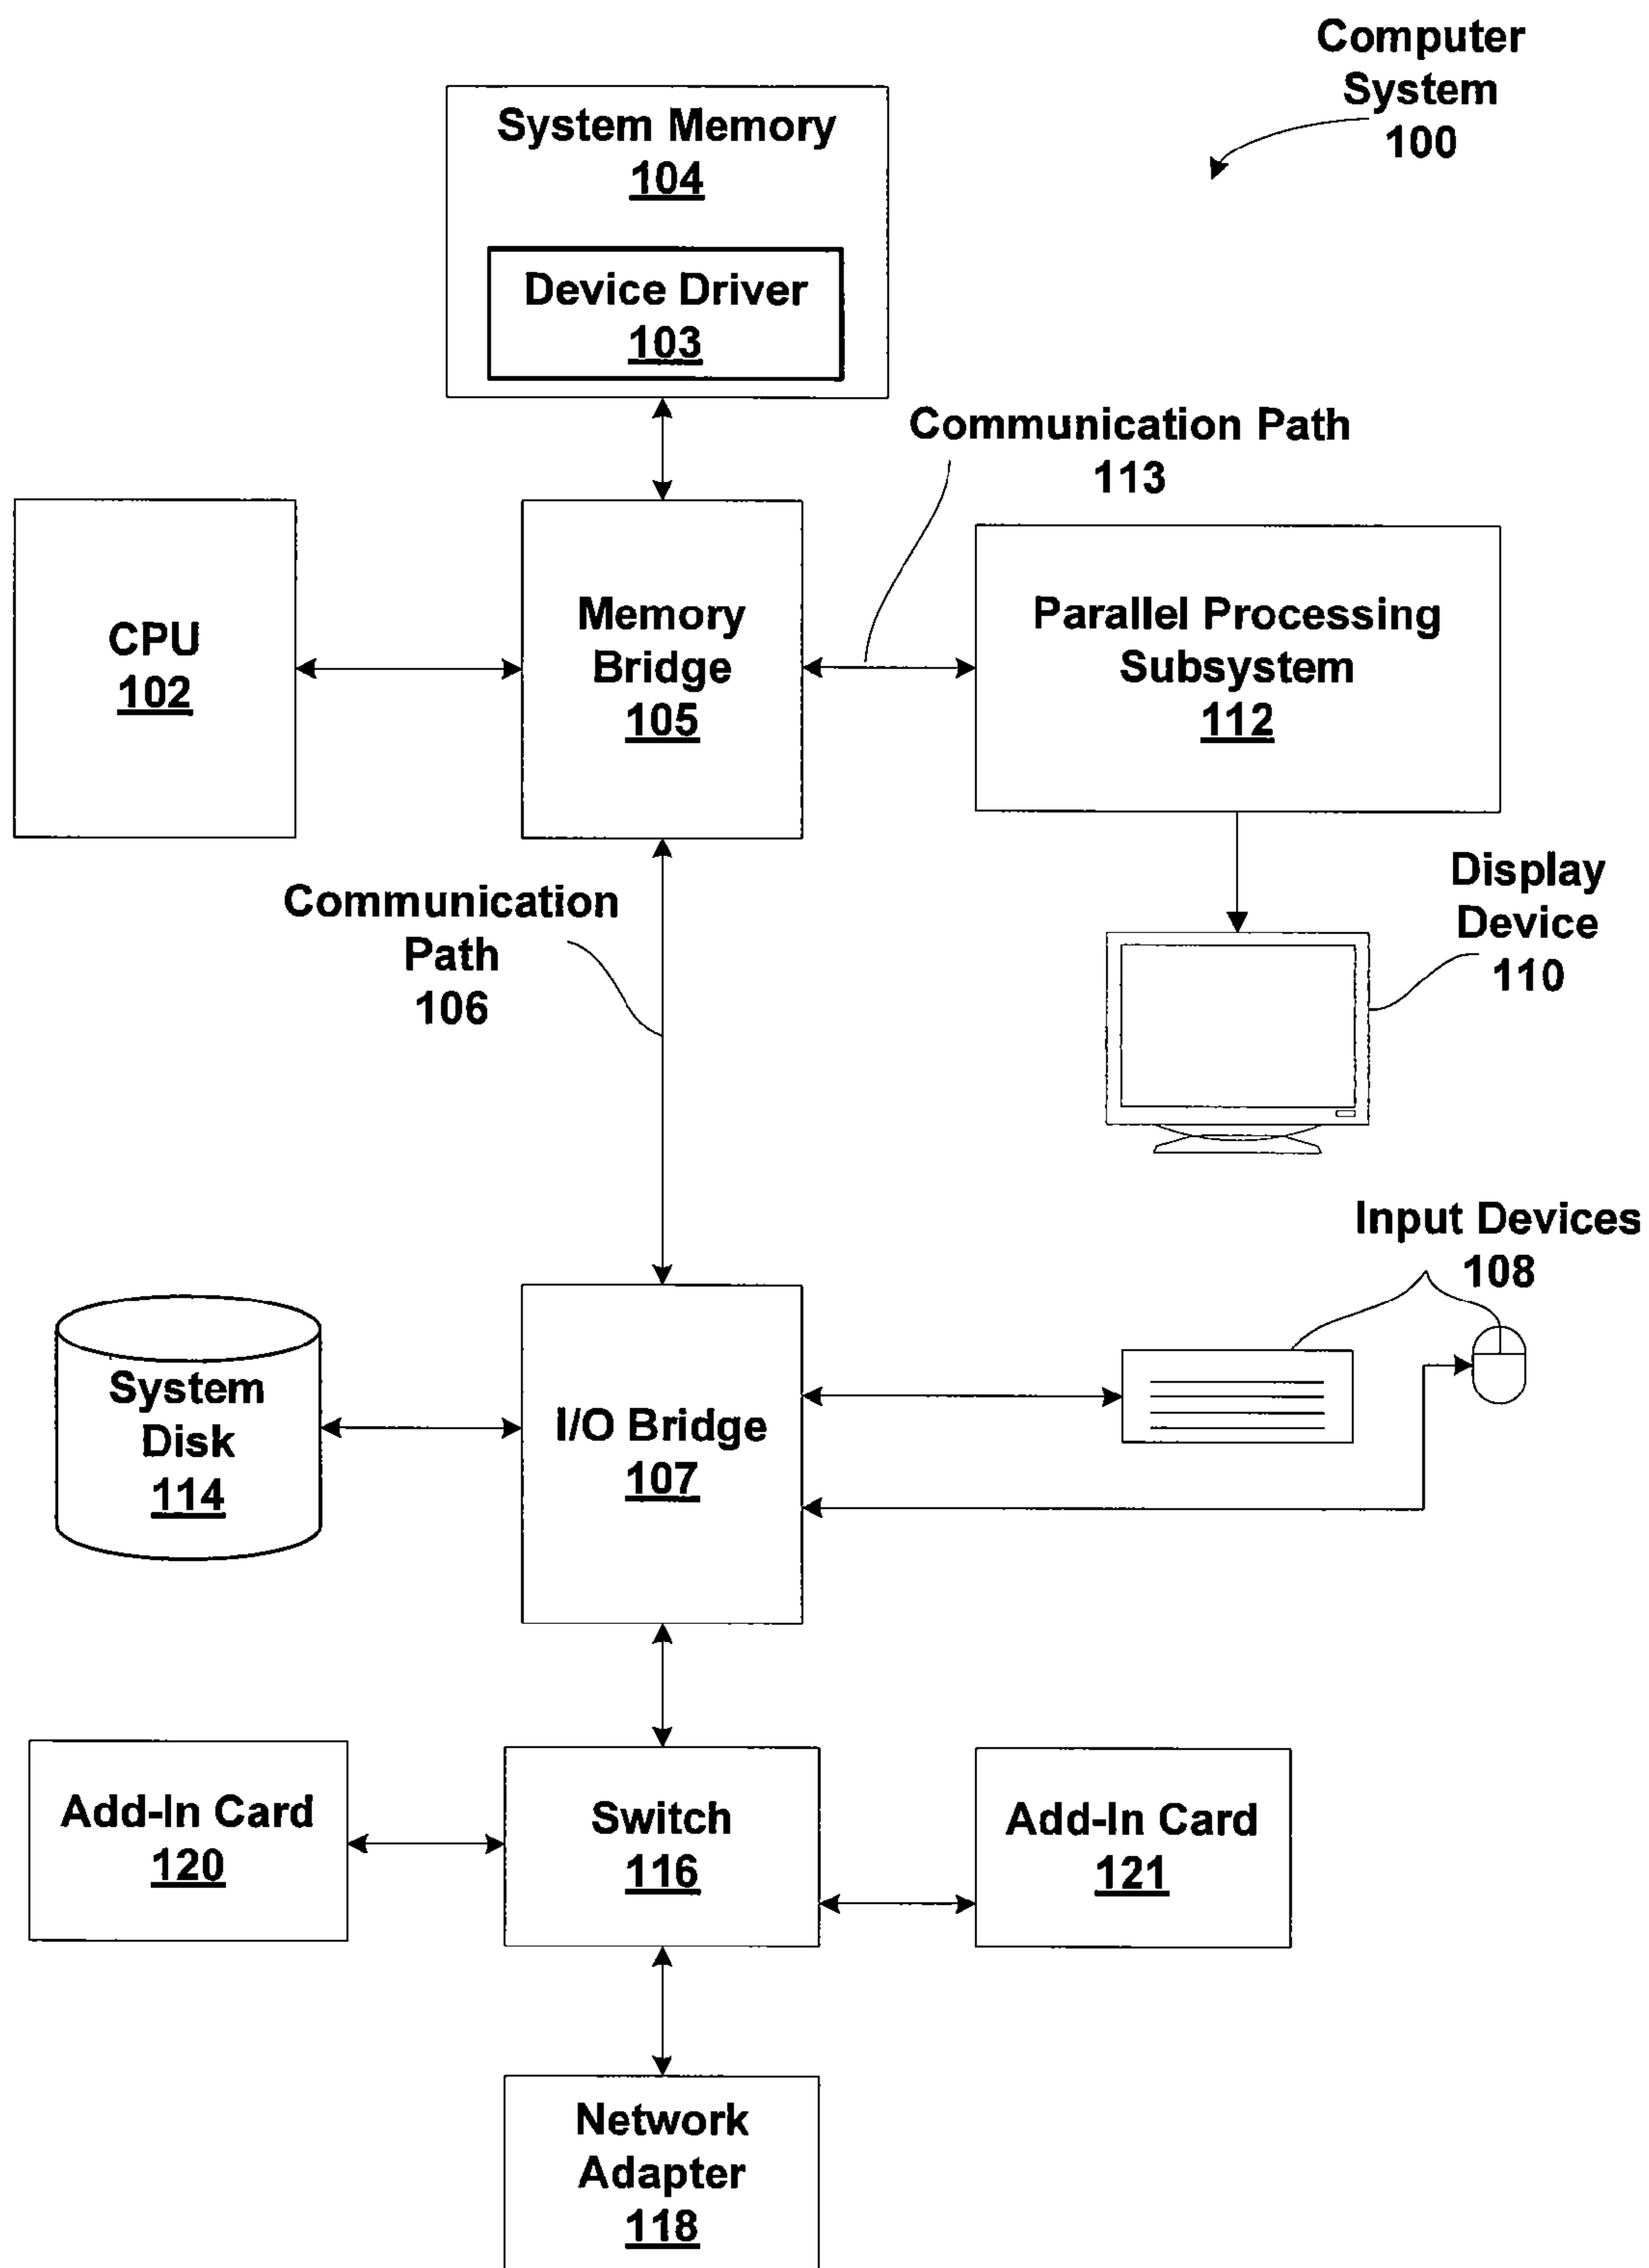 Computer
System
100
System Memory
104
Device Driver
103
Communication Path
113
CPU
102
Memory
Bridge
105
Parallel Processing
Subsystem
112
Communication
Path
106
Display
Device
110
Input Devices
108
System
Disk
114
I/O Bridge
107
Add-In Card
120
Switch
116
Add-In Card
121
Network
Adapter
118